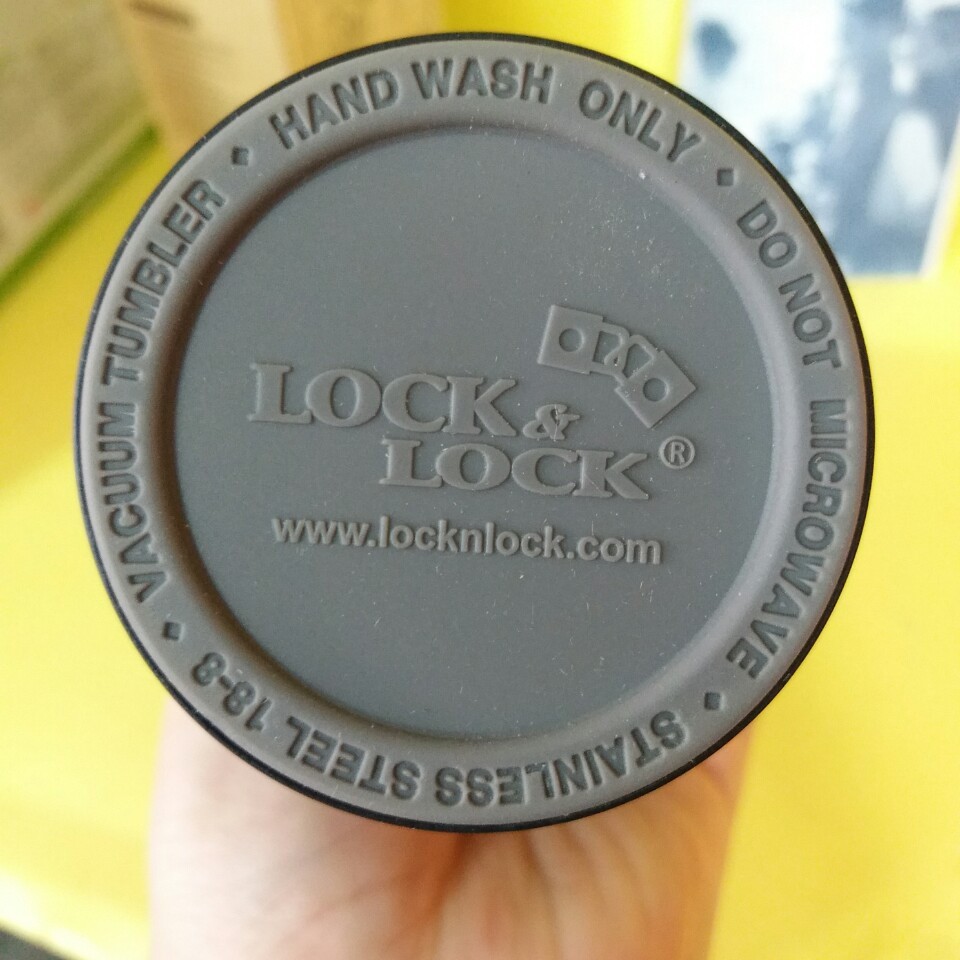 HAND WASH ONLY
DO NOT MICROWAVE
STAINLESS STEEL 18-8
VACUUM TUMBLER
LOCK &
LOCK®
www.locknlock.com